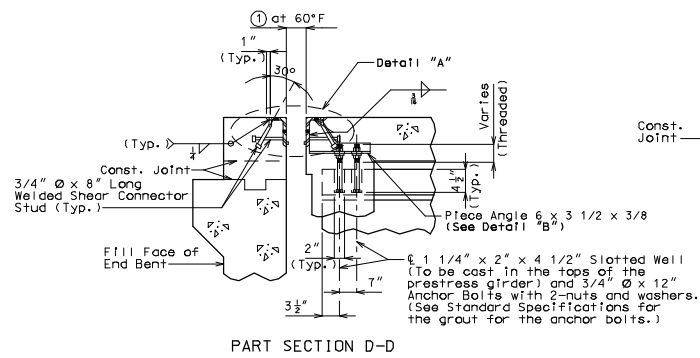 ① at 60°F
1"
(Typ.)
30°
Detail "A"
3/16
Varies
(Threaded)
(Typ.)
1/4
Const.
Joint
Const. Joint
3/4" Ø x 8" Long
Welded Shear Connector
Stud (Typ.)
4 1/2"
(Typ.)
Piece Angle 6 x 3 1/2 x 3/8
(See Detail "B")
Fill Face of
End Bent
2"
(Typ.)
℄ 1 1/4" x 2" x 4 1/2" Slotted Well
(To be cast in the tops of the
prestress girder) and 3/4" Ø x 12"
Anchor Bolts with 2-nuts and washers.
(See Standard Specifications for
the grout for the anchor bolts.)
7"
3 1/2"
PART SECTION D-D